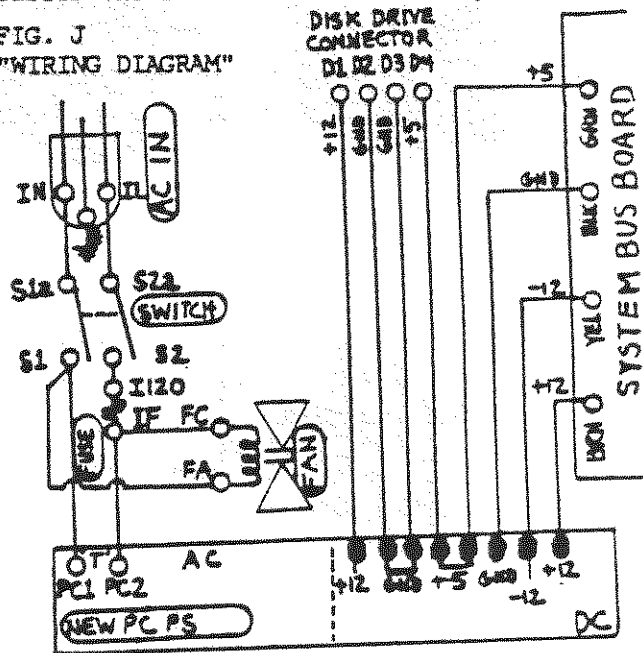 FIG. J
"WIRING DIAGRAM"
DISK DRIVE
CONNECTOR
D1 D2 D3 D4
+12 GND GND +5
+5
GND
-12
+12
GRN
BLK
YEL
BRN
SYSTEM BUS BOARD
IN
I1
AC IN
S1a
S2a
SWITCH
S1
S2
I120
IF
FC
FUSE
FA
FAN
AC
PC1
PC2
NEW PC PS
+12 GND +5 GND -12 +12
DC